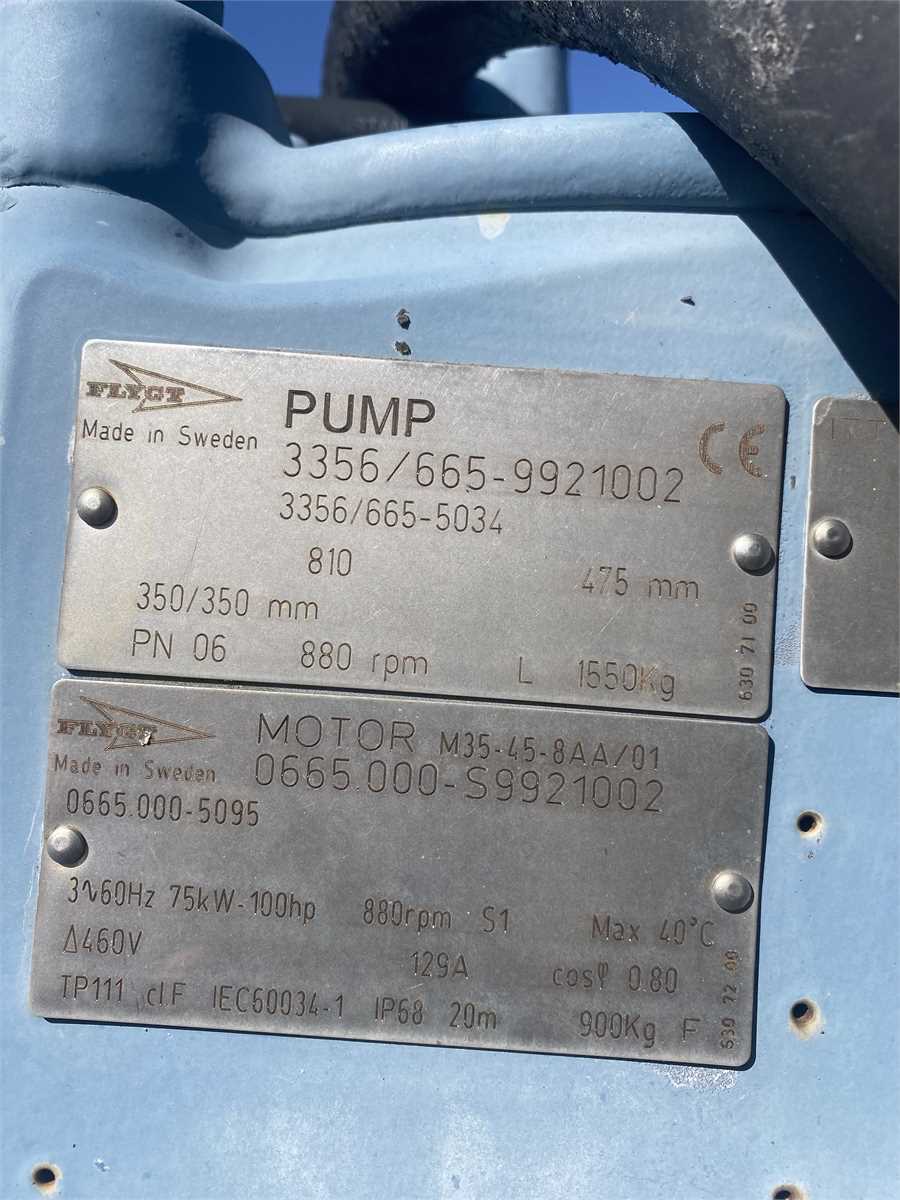 FLYGT
PUMP
Made in Sweden
CE
3356/665-9921002
3356/665-5034
810
475 mm
350/350 mm
PN 06 880 rpm L 1550Kg
630 71 00
FLYGT
MOTOR M35-45-8AA/01
Made in Sweden
0665.000-S9921002
0665.000-5095
3∿60Hz 75kW-100hp 880rpm S1 Max 40°C
Δ460V 129A cosφ 0.80
TP111 cl.F IEC60034-1 IP68 20m 900Kg F
630 72 00